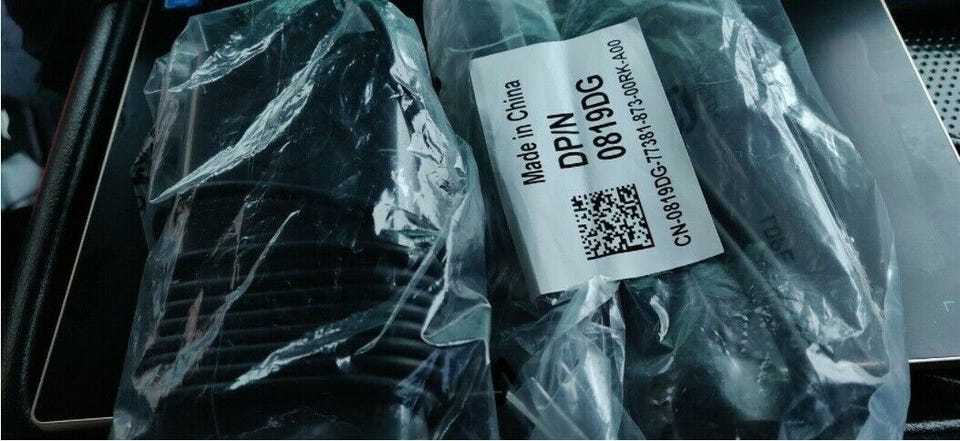 Made in China
DP/N
0819DG
CN-0819DG-77381-873-00RK-A00